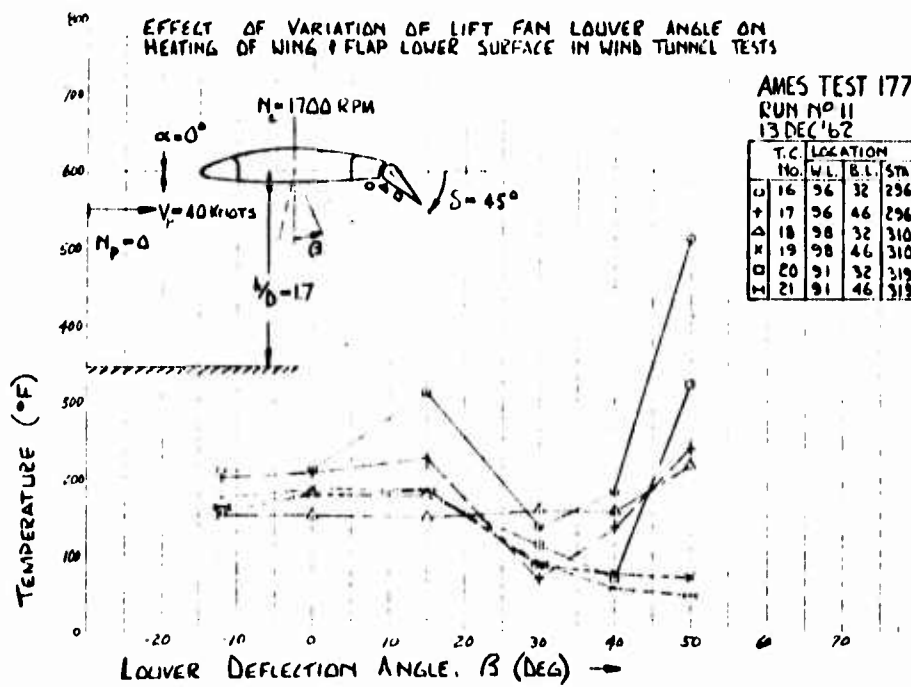 EFFECT OF VARIATION OF LIFT FAN LOUVER ANGLE ON
HEATING OF WING & FLAP LOWER SURFACE IN WIND TUNNEL TESTS
AMES TEST 177
RUN Nº 11
13 DEC '62
T.C. LOCATION
No. W.L. B.L. STA
16 96 32 296
17 96 46 296
18 98 32 310
19 98 46 310
20 91 32 319
21 91 46 319
= 1700 RPM
α=0°
δ = 45°
= 40 KNOTS
Np=0
β
h/D = 1.7
TEMPERATURE (°F)
800
700
600
500
400
300
200
100
0
-20 -10 0 10 20 30 40 50 60 70
LOUVER DEFLECTION ANGLE, β (DEG) →